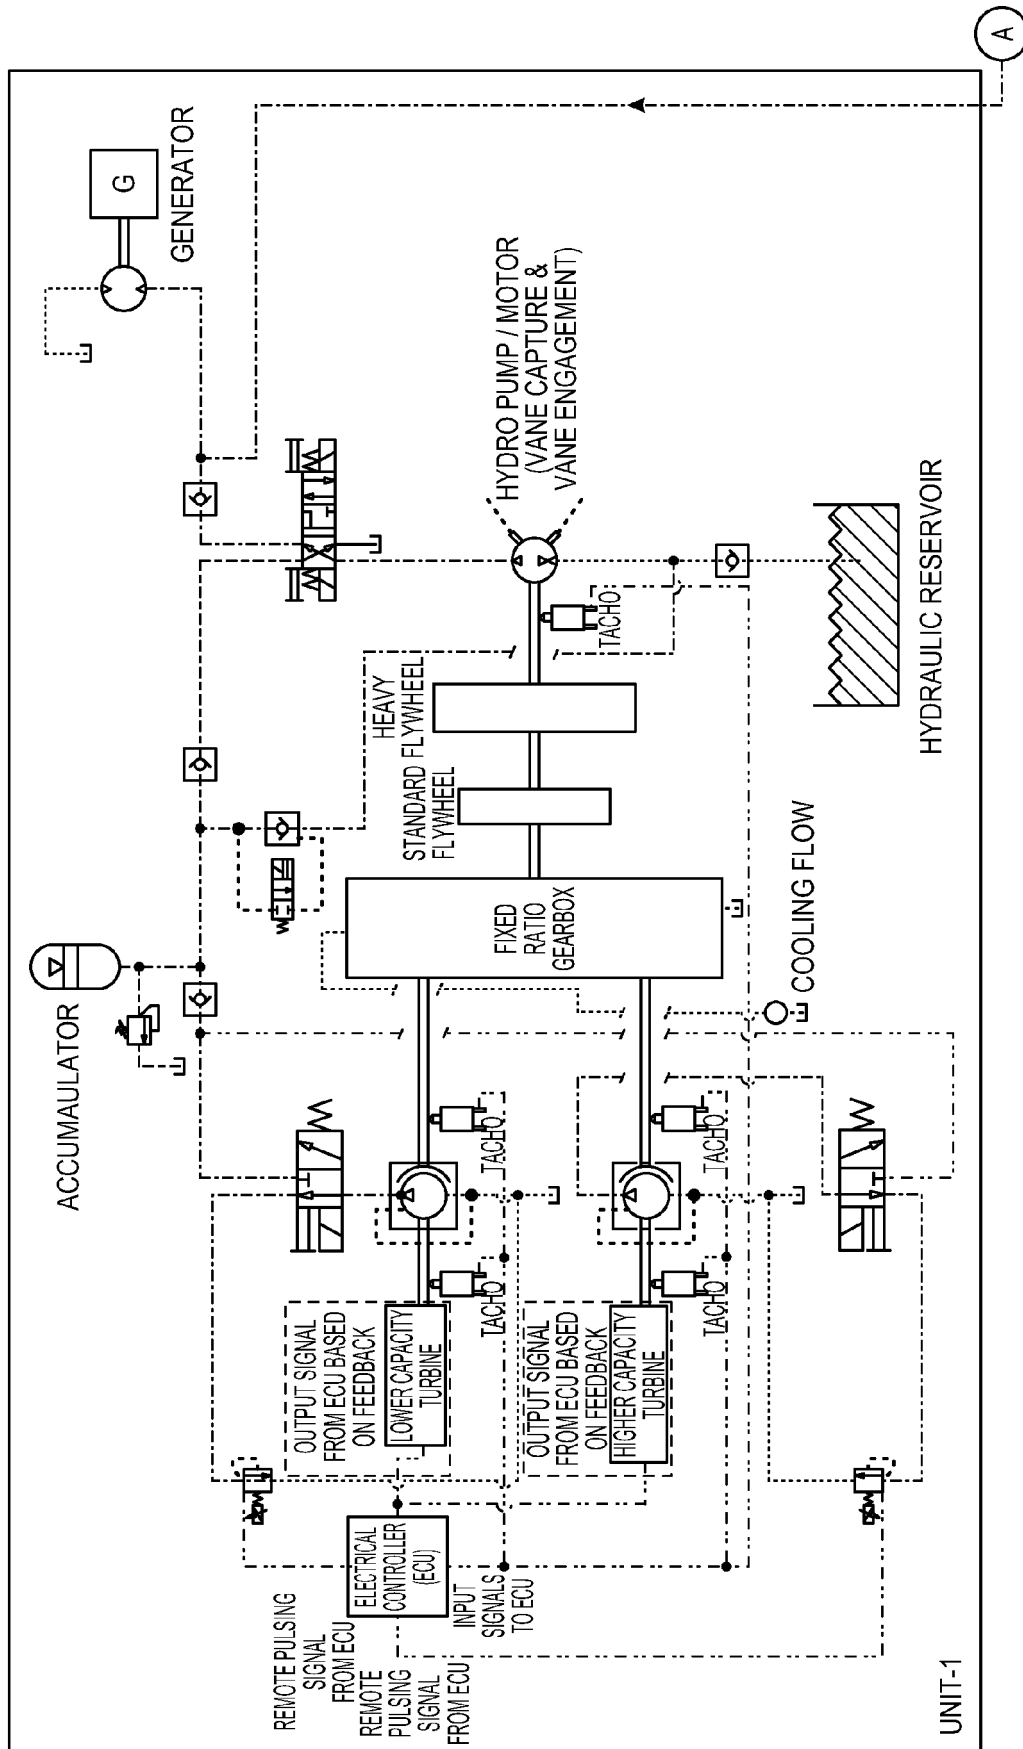 A
GENERATOR
G
HYDRO PUMP / MOTOR
(VANE CAPTURE &
VANE ENGAGEMENT)
HYDRAULIC RESERVOIR
TACHO
HEAVY
FLYWHEEL
STANDARD
FLYWHEEL
FIXED
RATIO
GEARBOX
COOLING FLOW
ACCUMAULATOR
TACHO
TACHO
TACHO
TACHO
OUTPUT SIGNAL
FROM ECU BASED
ON FEEDBACK
LOWER CAPACITY
TURBINE
OUTPUT SIGNAL
FROM ECU BASED
ON FEEDBACK
HIGHER CAPACITY
TURBINE
ELECTRICAL
CONTROLLER
(ECU)
INPUT
SIGNALS
TO ECU
REMOTE PULSING
SIGNAL
FROM ECU
REMOTE
PULSING
SIGNAL
FROM ECU
UNIT-1